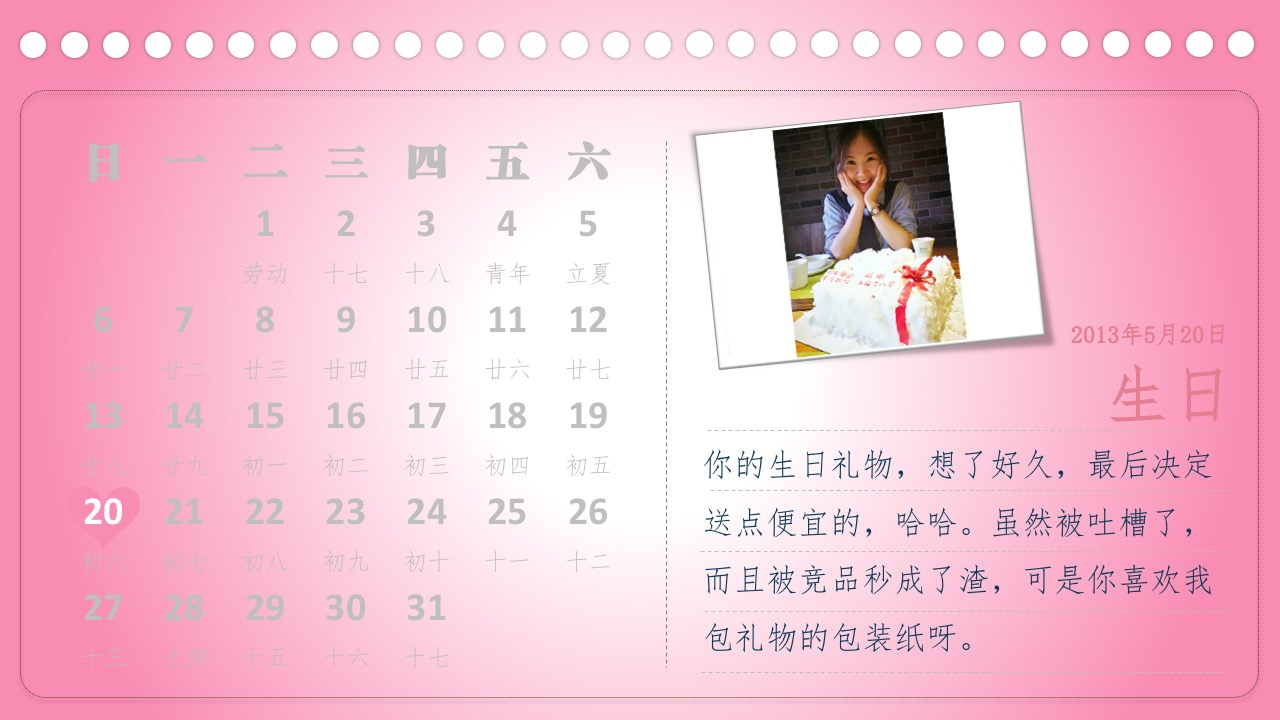 日 一 二 三 四 五 六
1 2 3 4 5
劳动 十七 十八 青年 立夏
6 7 8 9 10 11 12
廿二 廿三 廿四 廿五 廿六 廿七
13 14 15 16 17 18 19
廿八 廿九 初一 初二 初三 初四 初五
20 21 22 23 24 25 26
初六 初七 初八 初九 初十 十一 十二
27 28 29 30 31
十三 十四 十五 十六 十七
2013年5月20日
生日
你的生日礼物，想了好久，最后决定
送点便宜的，哈哈。虽然被吐槽了，
而且被竞品秒成了渣，可是你喜欢我
包礼物的包装纸呀。